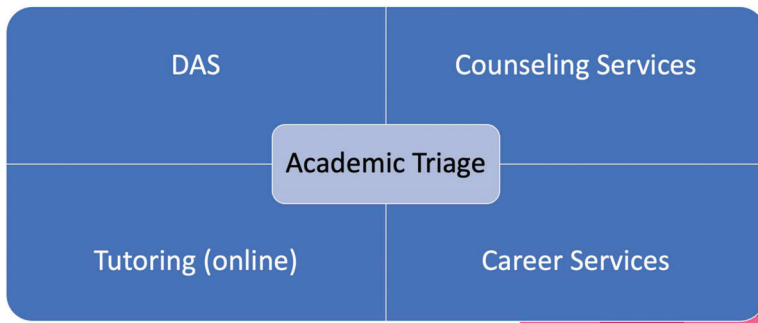 DAS
Counseling Services
Academic Triage
Tutoring (online)
Career Services